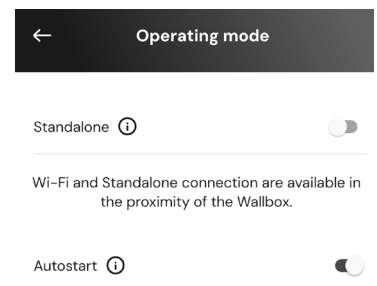 Operating mode
Standalone
Wi-Fi and Standalone connection are available in
the proximity of the Wallbox.
Autostart